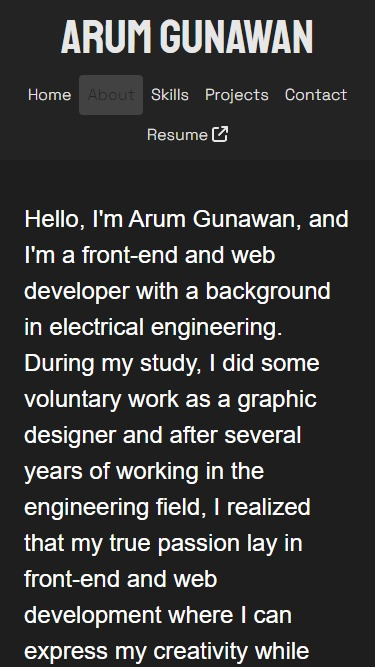 ARUM GUNAWAN
Home About Skills Projects Contact
Resume
Hello, I'm Arum Gunawan, and
I'm a front-end and web
developer with a background
in electrical engineering.
During my study, I did some
voluntary work as a graphic
designer and after several
years of working in the
engineering field, I realized
that my true passion lay in
front-end and web
development where I can
express my creativity while